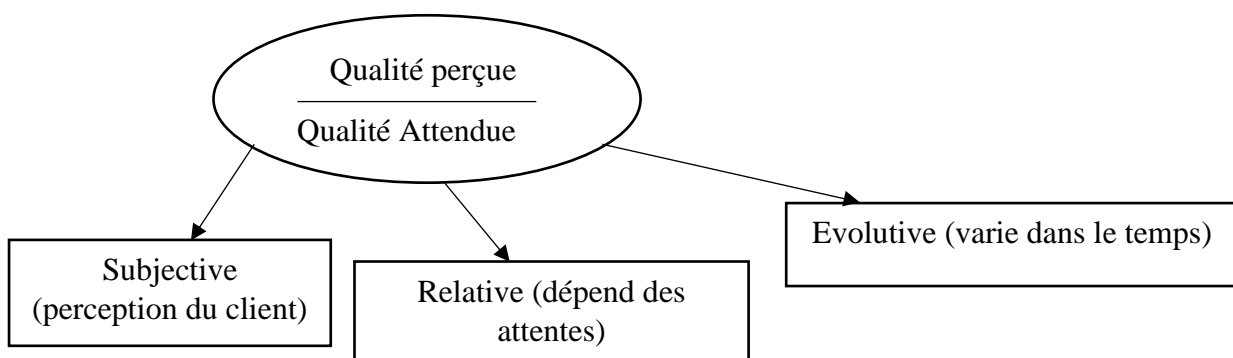 Qualité perçue
Qualité Attendue
Subjective
(perception du client)
Relative (dépend des
attentes)
Evolutive (varie dans le temps)